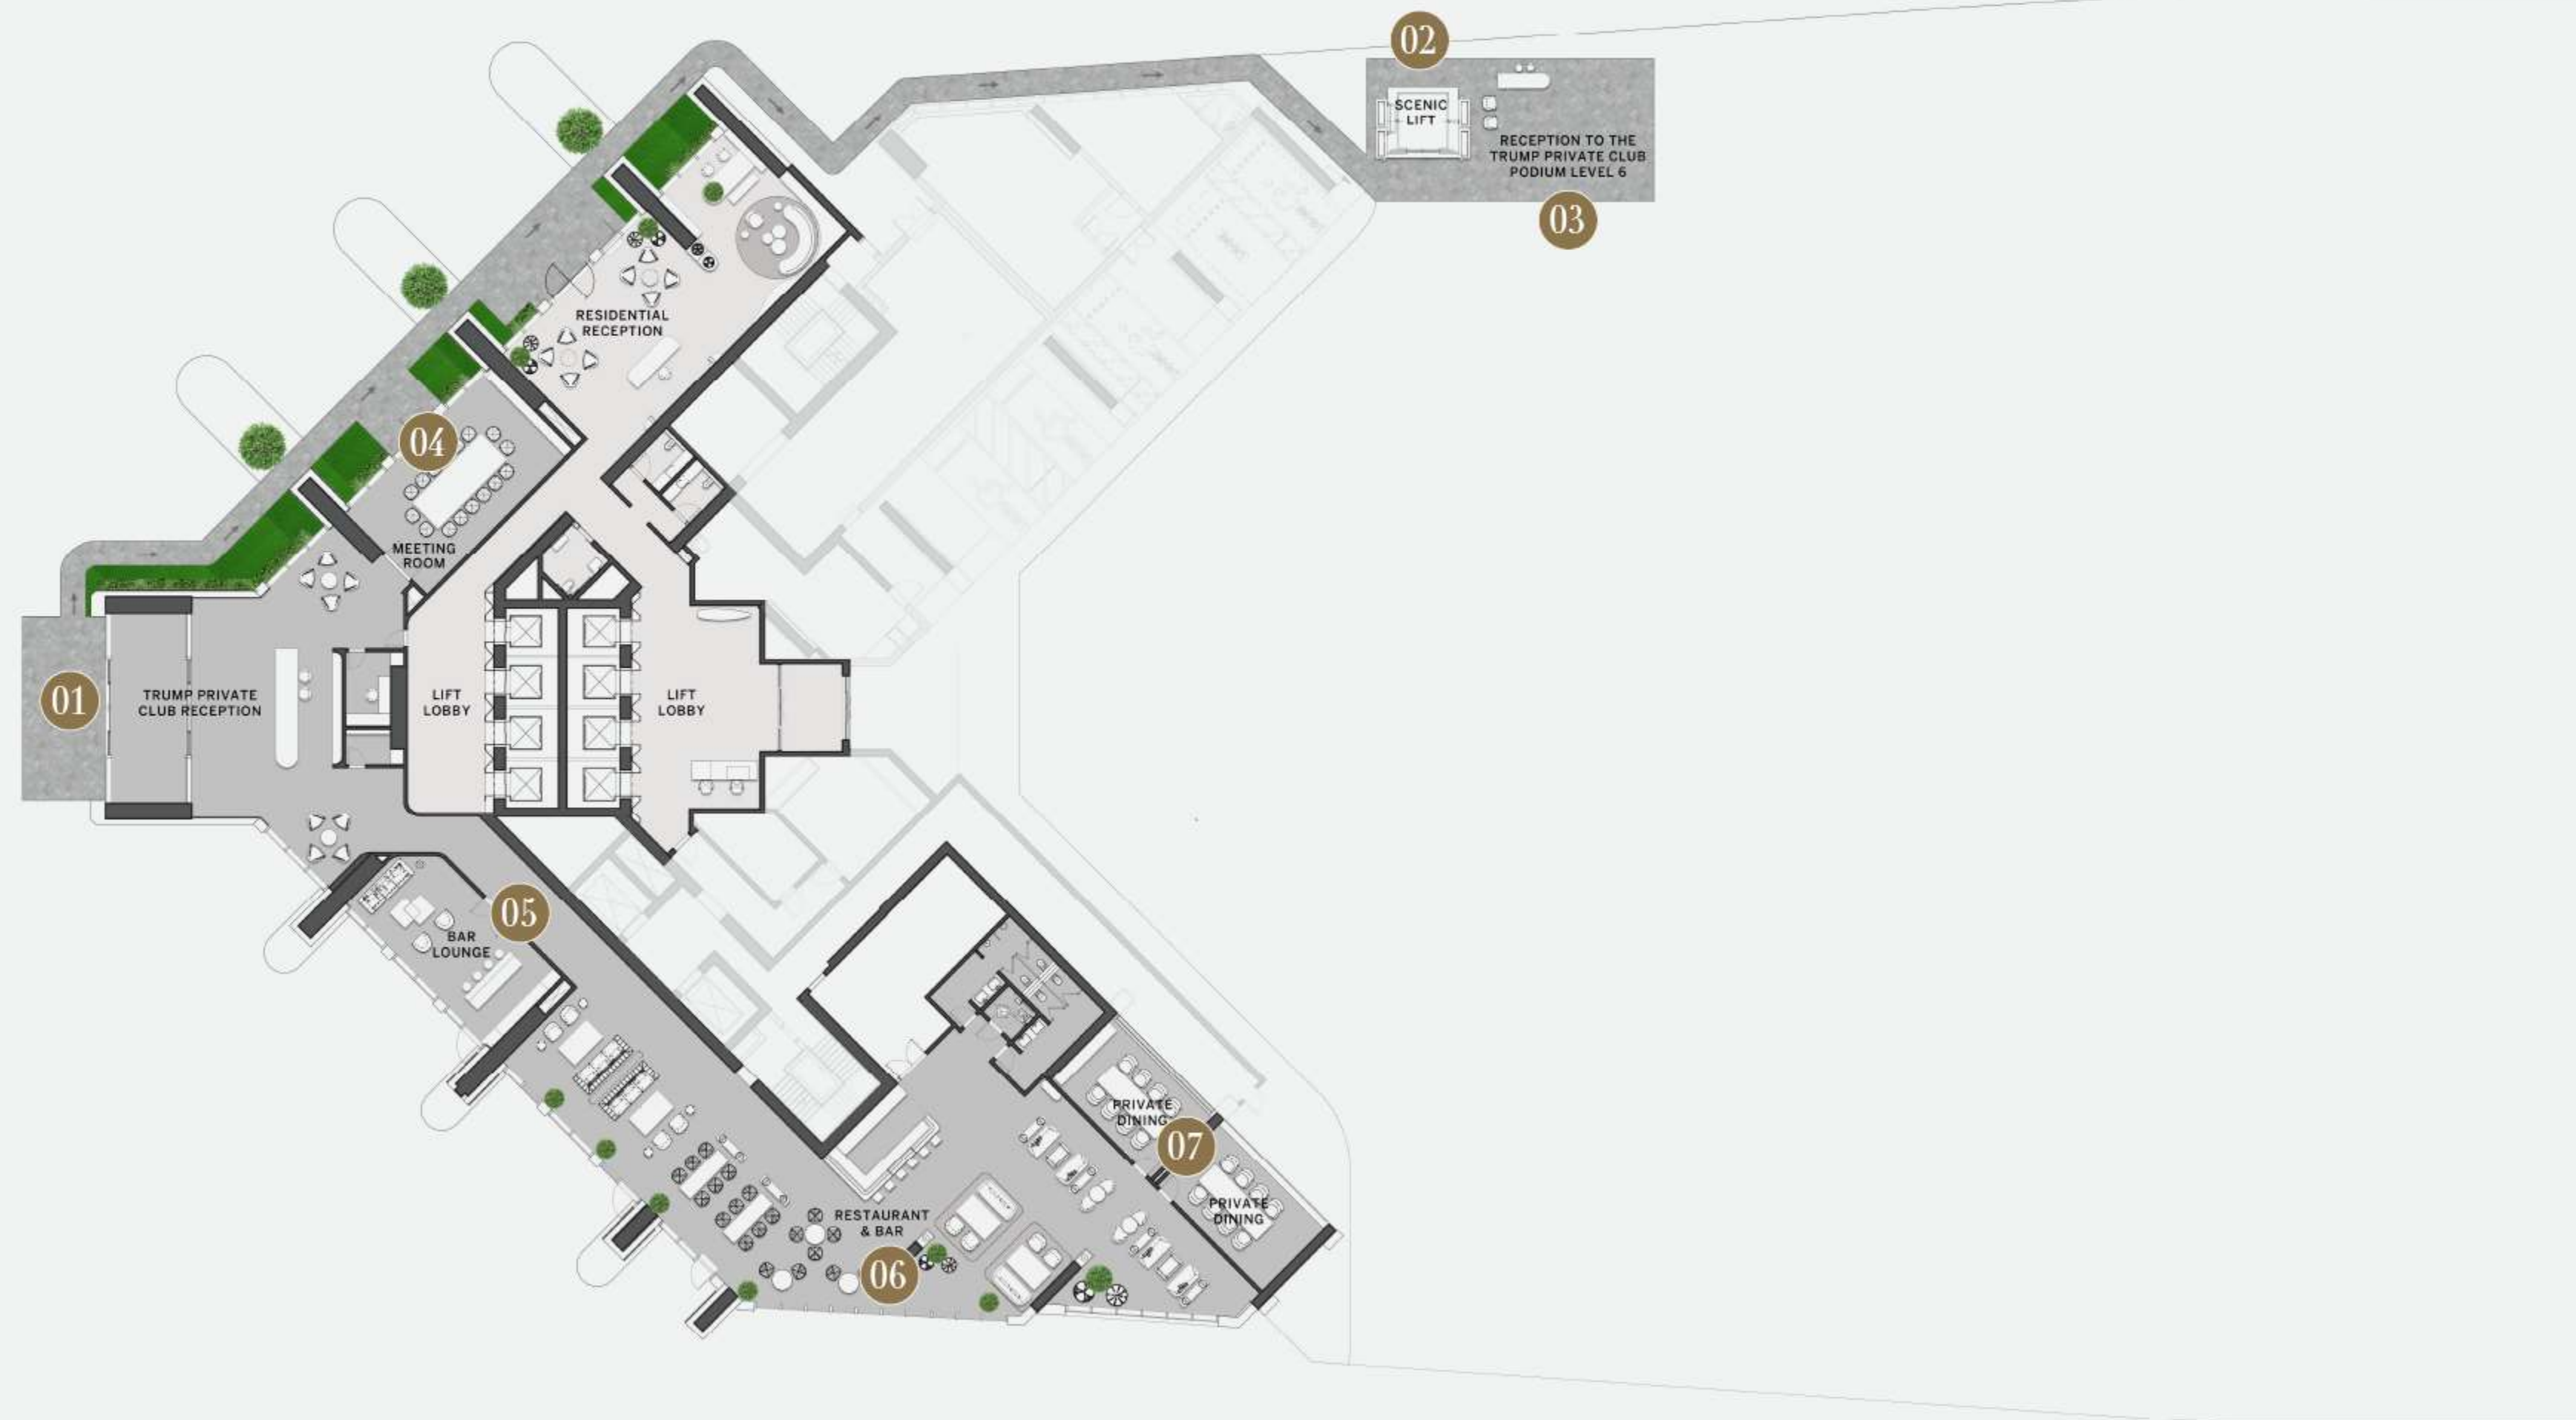 02
SCENIC
LIFT
RECEPTION TO THE
TRUMP PRIVATE CLUB
PODIUM LEVEL 6
03
RESIDENTIAL
RECEPTION
04
MEETING
ROOM
01
TRUMP PRIVATE
CLUB RECEPTION
LIFT
LOBBY
LIFT
LOBBY
05
BAR
LOUNGE
PRIVATE
DINING
07
PRIVATE
DINING
RESTAURANT
& BAR
06